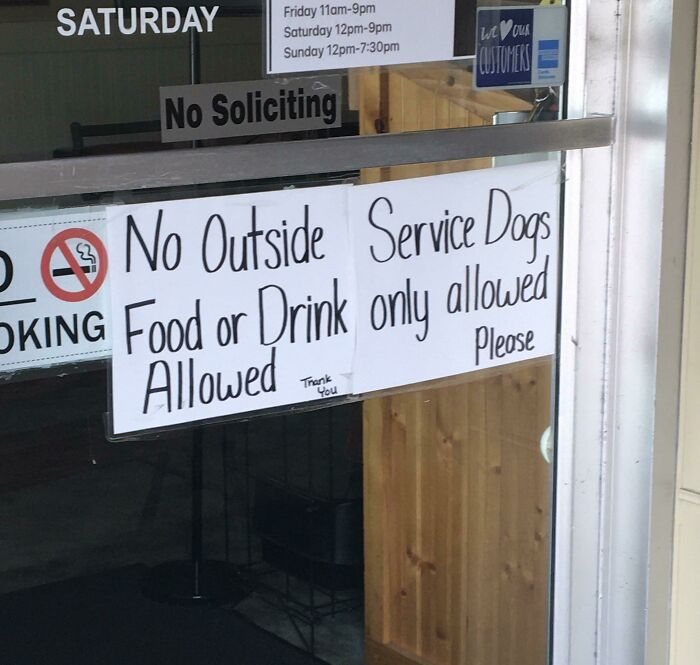 SATURDAY
Friday 11am-9pm
Saturday 12pm-9pm
Sunday 12pm-7:30pm
we ♥ our
CUSTOMERS
No Soliciting
OKING
No Outside
Food or Drink
Allowed
Thank
You
Service Dogs
only allowed
Please